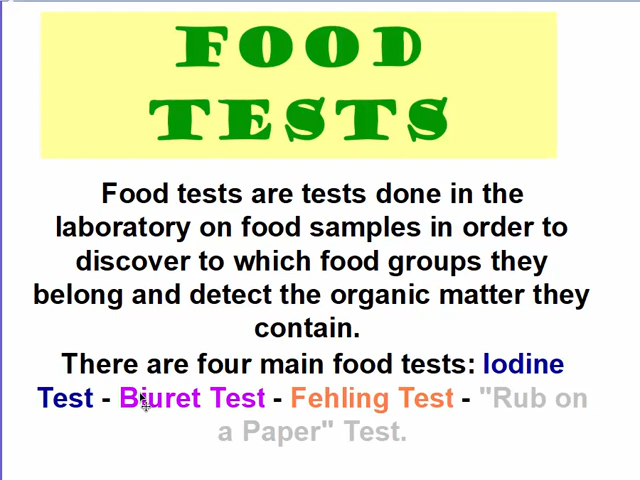 FOOD
TESTS
Food tests are tests done in the
laboratory on food samples in order to
discover to which food groups they
belong and detect the organic matter they
contain.
There are four main food tests: Iodine
Test - Biuret Test - Fehling Test - "Rub on
a Paper" Test.